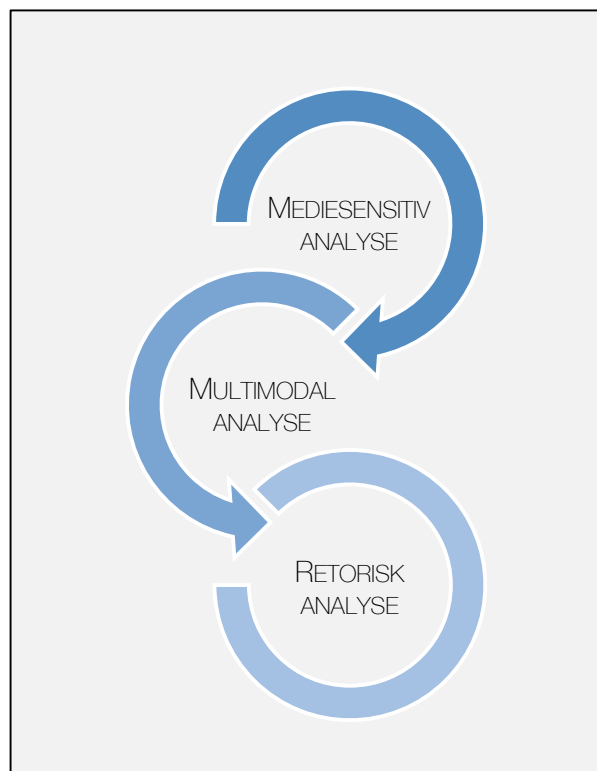 MEDIESENSITIV
ANALYSE
MULTIMODAL
ANALYSE
RETORISK
ANALYSE